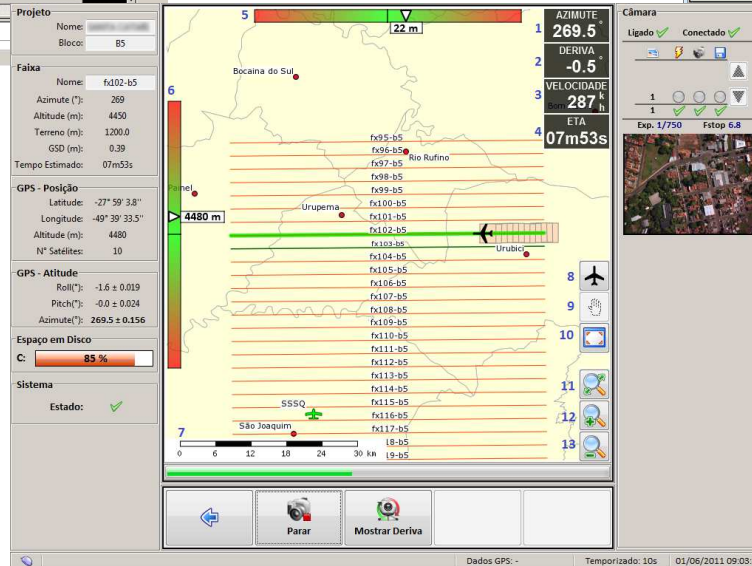 Projeto
Nome:
Bloco: B5
Faixa
Nome: fx102-b5
Azimute (°): 269
Altitude (m): 4450
Terreno (m): 1200.0
GSD (m): 0.39
Tempo Estimado: 07m53s
GPS - Posição
Latitude: -27° 59' 3.8''
Longitude: -49° 39' 33.5''
Altitude (m): 4480
N° Satélites: 10
GPS - Atitude
Roll(°): -1.6 ± 0.019
Pitch(°): -0.0 ± 0.024
Azimute(°): 269.5 ± 0.156
Espaço em Disco
C: 85 %
Sistema
Estado:
5
22 m
1 AZIMUTE
269.5°
2 DERIVA
-0.5°
3 VELOCIDADE
287 k/h
4 ETA
07m53s
6
Bocaina do Sul
fx95-b5
fx96-b5
Rio Rufino
fx97-b5
fx98-b5
fx99-b5
fx100-b5
Urupema
fx101-b5
4480 m
fx102-b5
fx103-b5
Urubici
fx104-b5
fx105-b5
fx106-b5
fx107-b5
fx108-b5
fx109-b5
fx110-b5
fx111-b5
fx112-b5
fx113-b5
fx114-b5
fx115-b5
SSSQ
fx116-b5
São Joaquim
fx117-b5
18-b5
19-b5
7
0 6 12 18 24 30 km
8
9
10
11
12
13
Parar
Mostrar Deriva
Câmara
Ligado
Conectado
1
1
Exp. 1/750
Fstop 6.8
Dados GPS: -
Temporizado: 10s
01/06/2011 09:03: